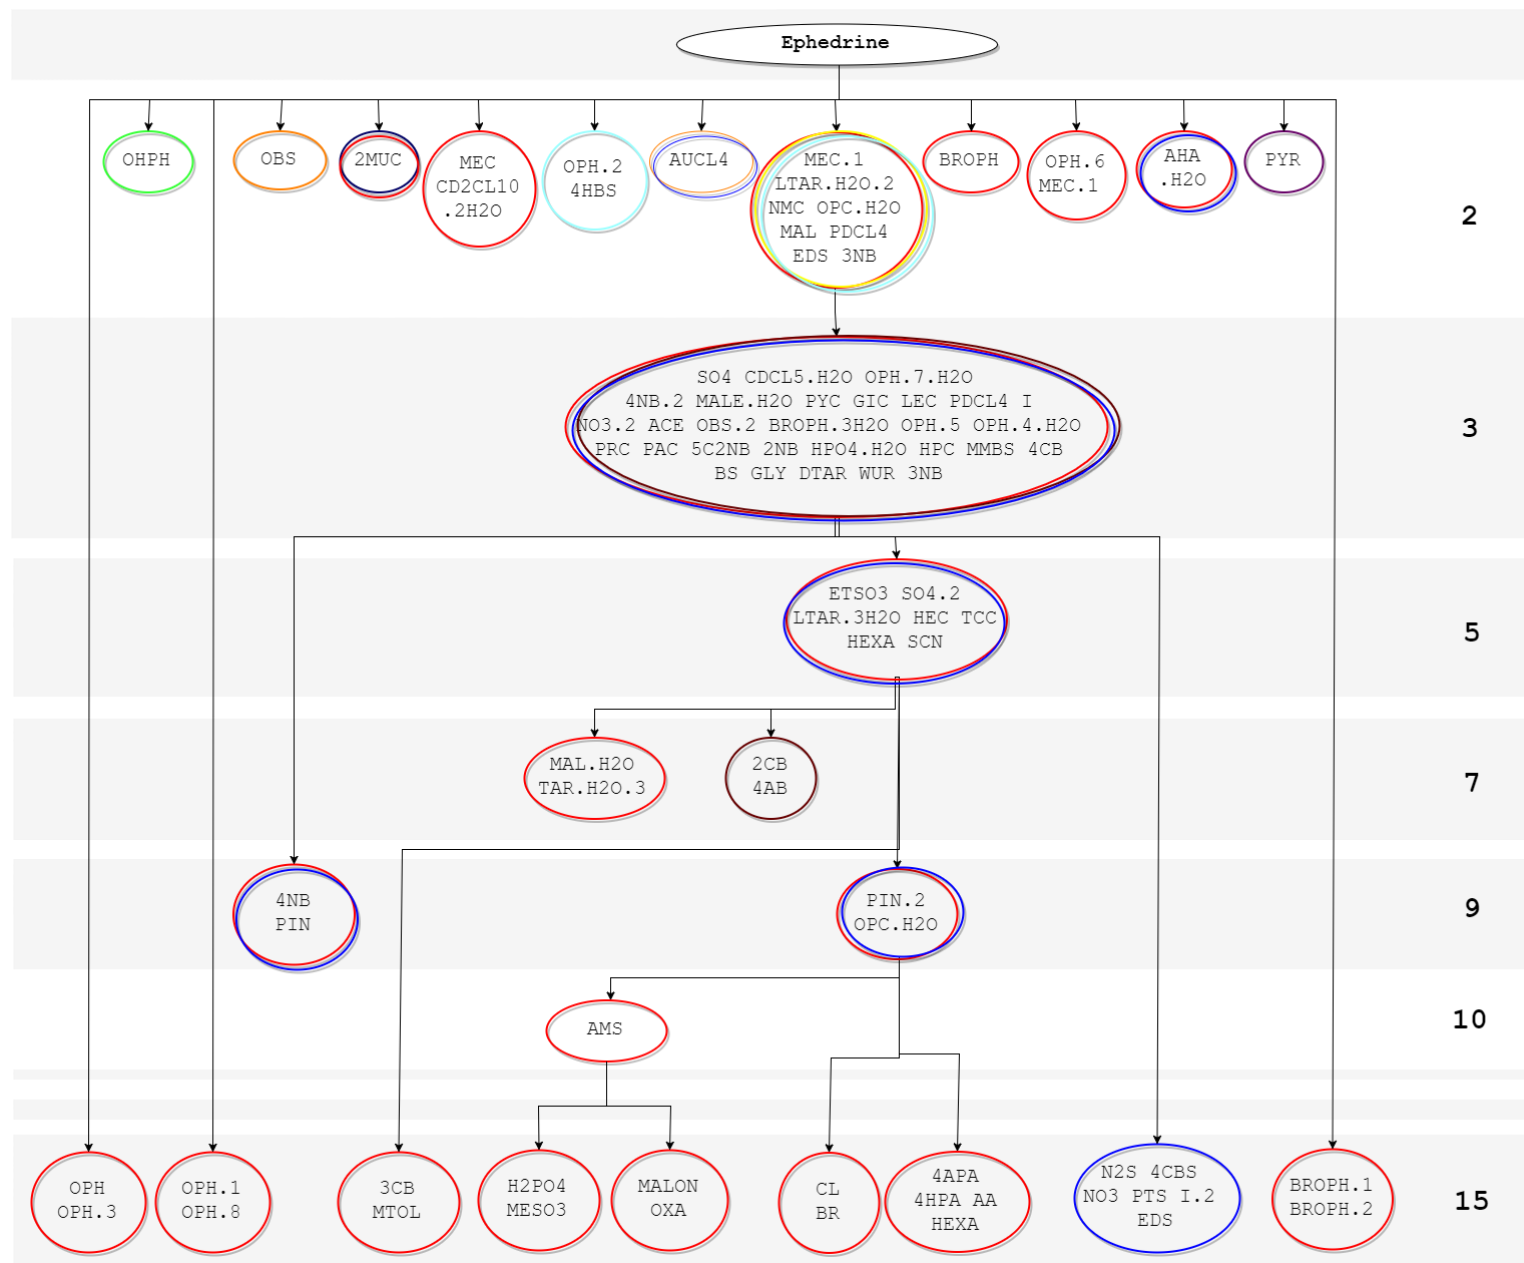 Ephedrine
OHPH
OBS
2MUC
MEC
CD2CL10
.2H2O
OPH.2
4HBS
AUCL4
MEC.1
LTAR.H2O.2
NMC OPC.H2O
MAL PDCL4
EDS 3NB
BROPH
OPH.6
MEC.1
AHA
.H2O
PYR
2
SO4 CDCL5.H2O OPH.7.H2O
4NB.2 MALE.H2O PYC GIC LEC PDCL4 I
NO3.2 ACE OBS.2 BROPH.3H2O OPH.5 OPH.4.H2O
PRC PAC 5C2NB 2NB HPO4.H2O HPC MMBS 4CB
BS GLY DTAR WUR 3NB
3
ETSO3 SO4.2
LTAR.3H2O HEC TCC
HEXA SCN
5
MAL.H2O
TAR.H2O.3
2CB
4AB
7
4NB
PIN
PIN.2
OPC.H2O
9
AMS
10
OPH
OPH.3
OPH.1
OPH.8
3CB
MTOL
H2PO4
MESO3
MALON
OXA
CL
BR
4APA
4HPA AA
HEXA
N2S 4CBS
NO3 PTS I.2
EDS
BROPH.1
BROPH.2
15